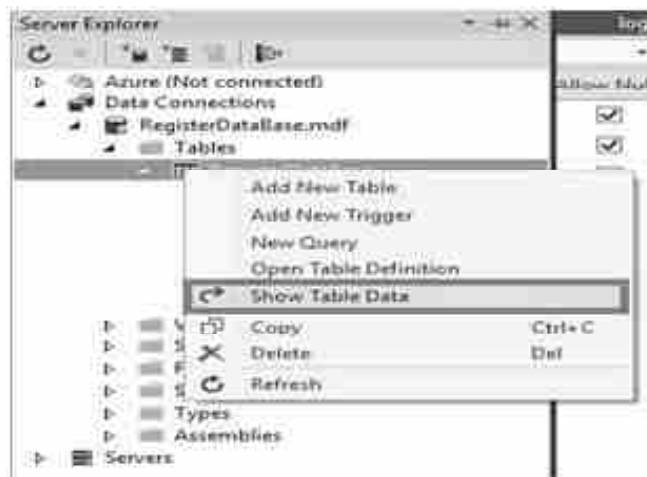 Server Explorer
Azure (Not connected)
Data Connections
RegisterDataBase.mdf
Tables
Add New Table
Add New Trigger
New Query
Open Table Definition
Show Table Data
Copy Ctrl+C
Delete Del
Refresh
V
S
F
S
Types
Assemblies
Servers
Allow Nul